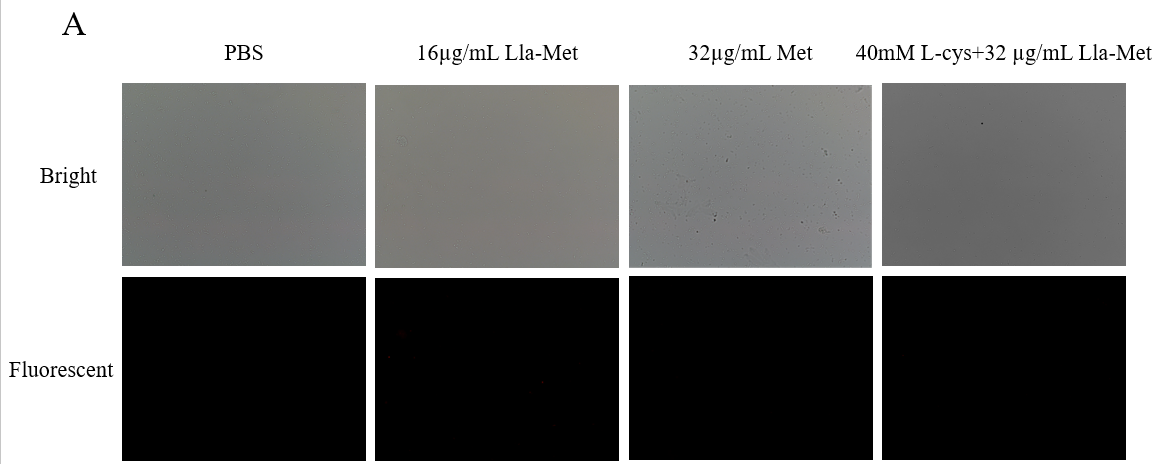 A
PBS
16µg/mL Lla-Met
32µg/mL Met
40mM L-cys+32 µg/mL Lla-Met
Bright
Fluorescent